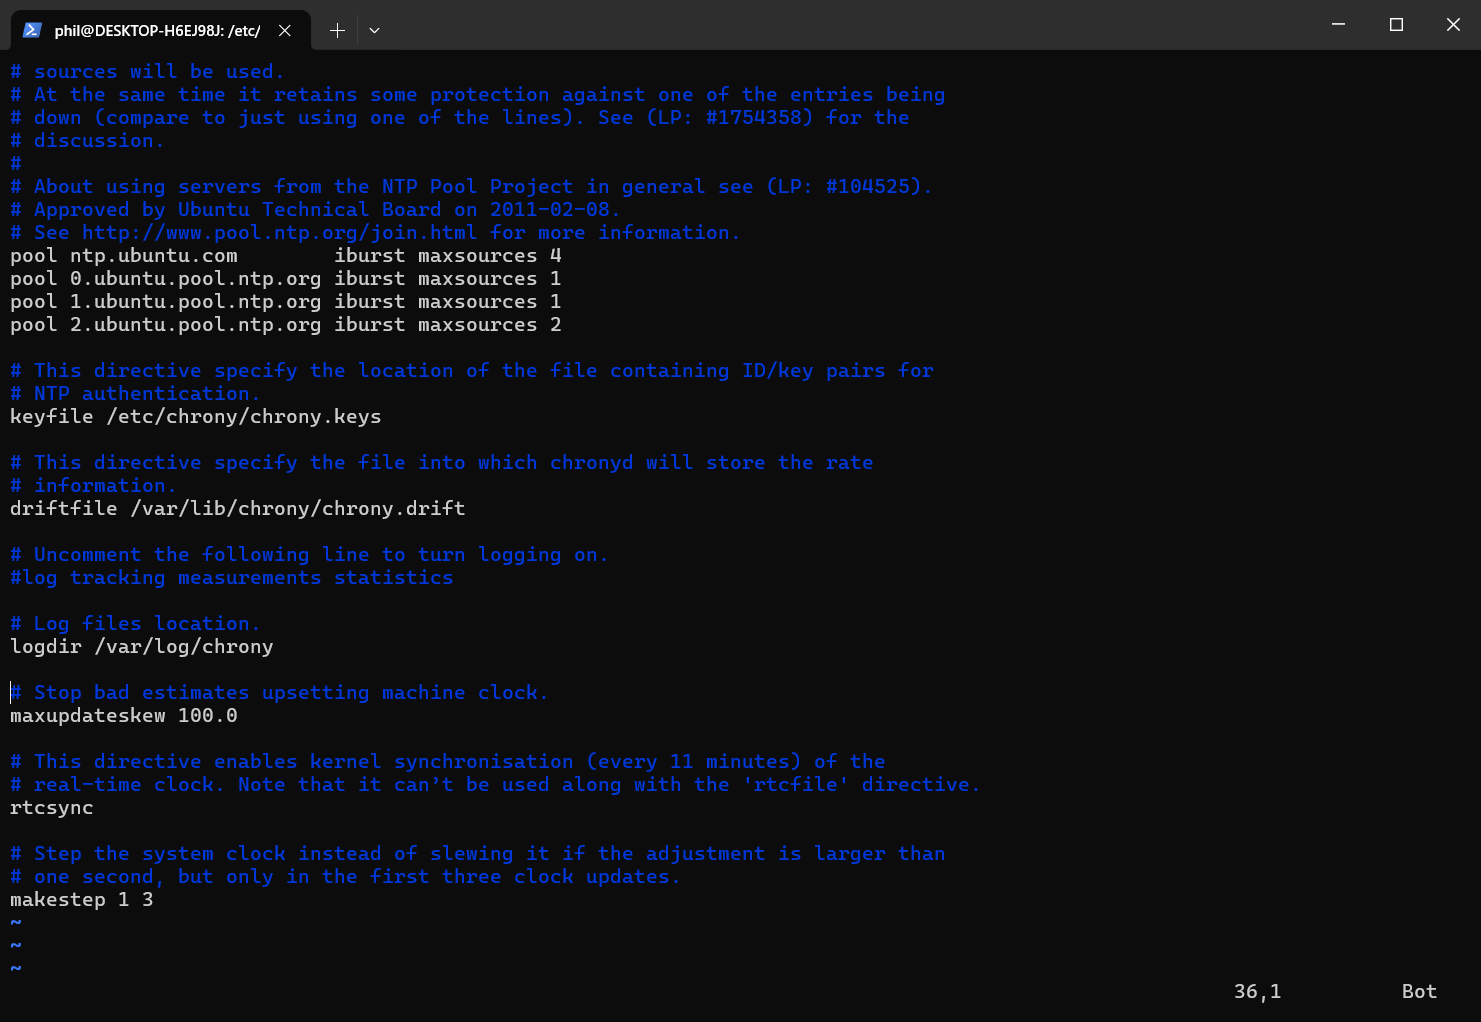 phil@DESKTOP-H6EJ98J: /etc/
# sources will be used.
# At the same time it retains some protection against one of the entries being
# down (compare to just using one of the lines). See (LP: #1754358) for the
# discussion.
#
# About using servers from the NTP Pool Project in general see (LP: #104525).
# Approved by Ubuntu Technical Board on 2011-02-08.
# See http://www.pool.ntp.org/join.html for more information.
pool ntp.ubuntu.com        iburst maxsources 4
pool 0.ubuntu.pool.ntp.org iburst maxsources 1
pool 1.ubuntu.pool.ntp.org iburst maxsources 1
pool 2.ubuntu.pool.ntp.org iburst maxsources 2

# This directive specify the location of the file containing ID/key pairs for
# NTP authentication.
keyfile /etc/chrony/chrony.keys

# This directive specify the file into which chronyd will store the rate
# information.
driftfile /var/lib/chrony/chrony.drift

# Uncomment the following line to turn logging on.
#log tracking measurements statistics

# Log files location.
logdir /var/log/chrony

# Stop bad estimates upsetting machine clock.
maxupdateskew 100.0

# This directive enables kernel synchronisation (every 11 minutes) of the
# real-time clock. Note that it can’t be used along with the 'rtcfile' directive.
rtcsync

# Step the system clock instead of slewing it if the adjustment is larger than
# one second, but only in the first three clock updates.
makestep 1 3
~
~
~
36,1          Bot